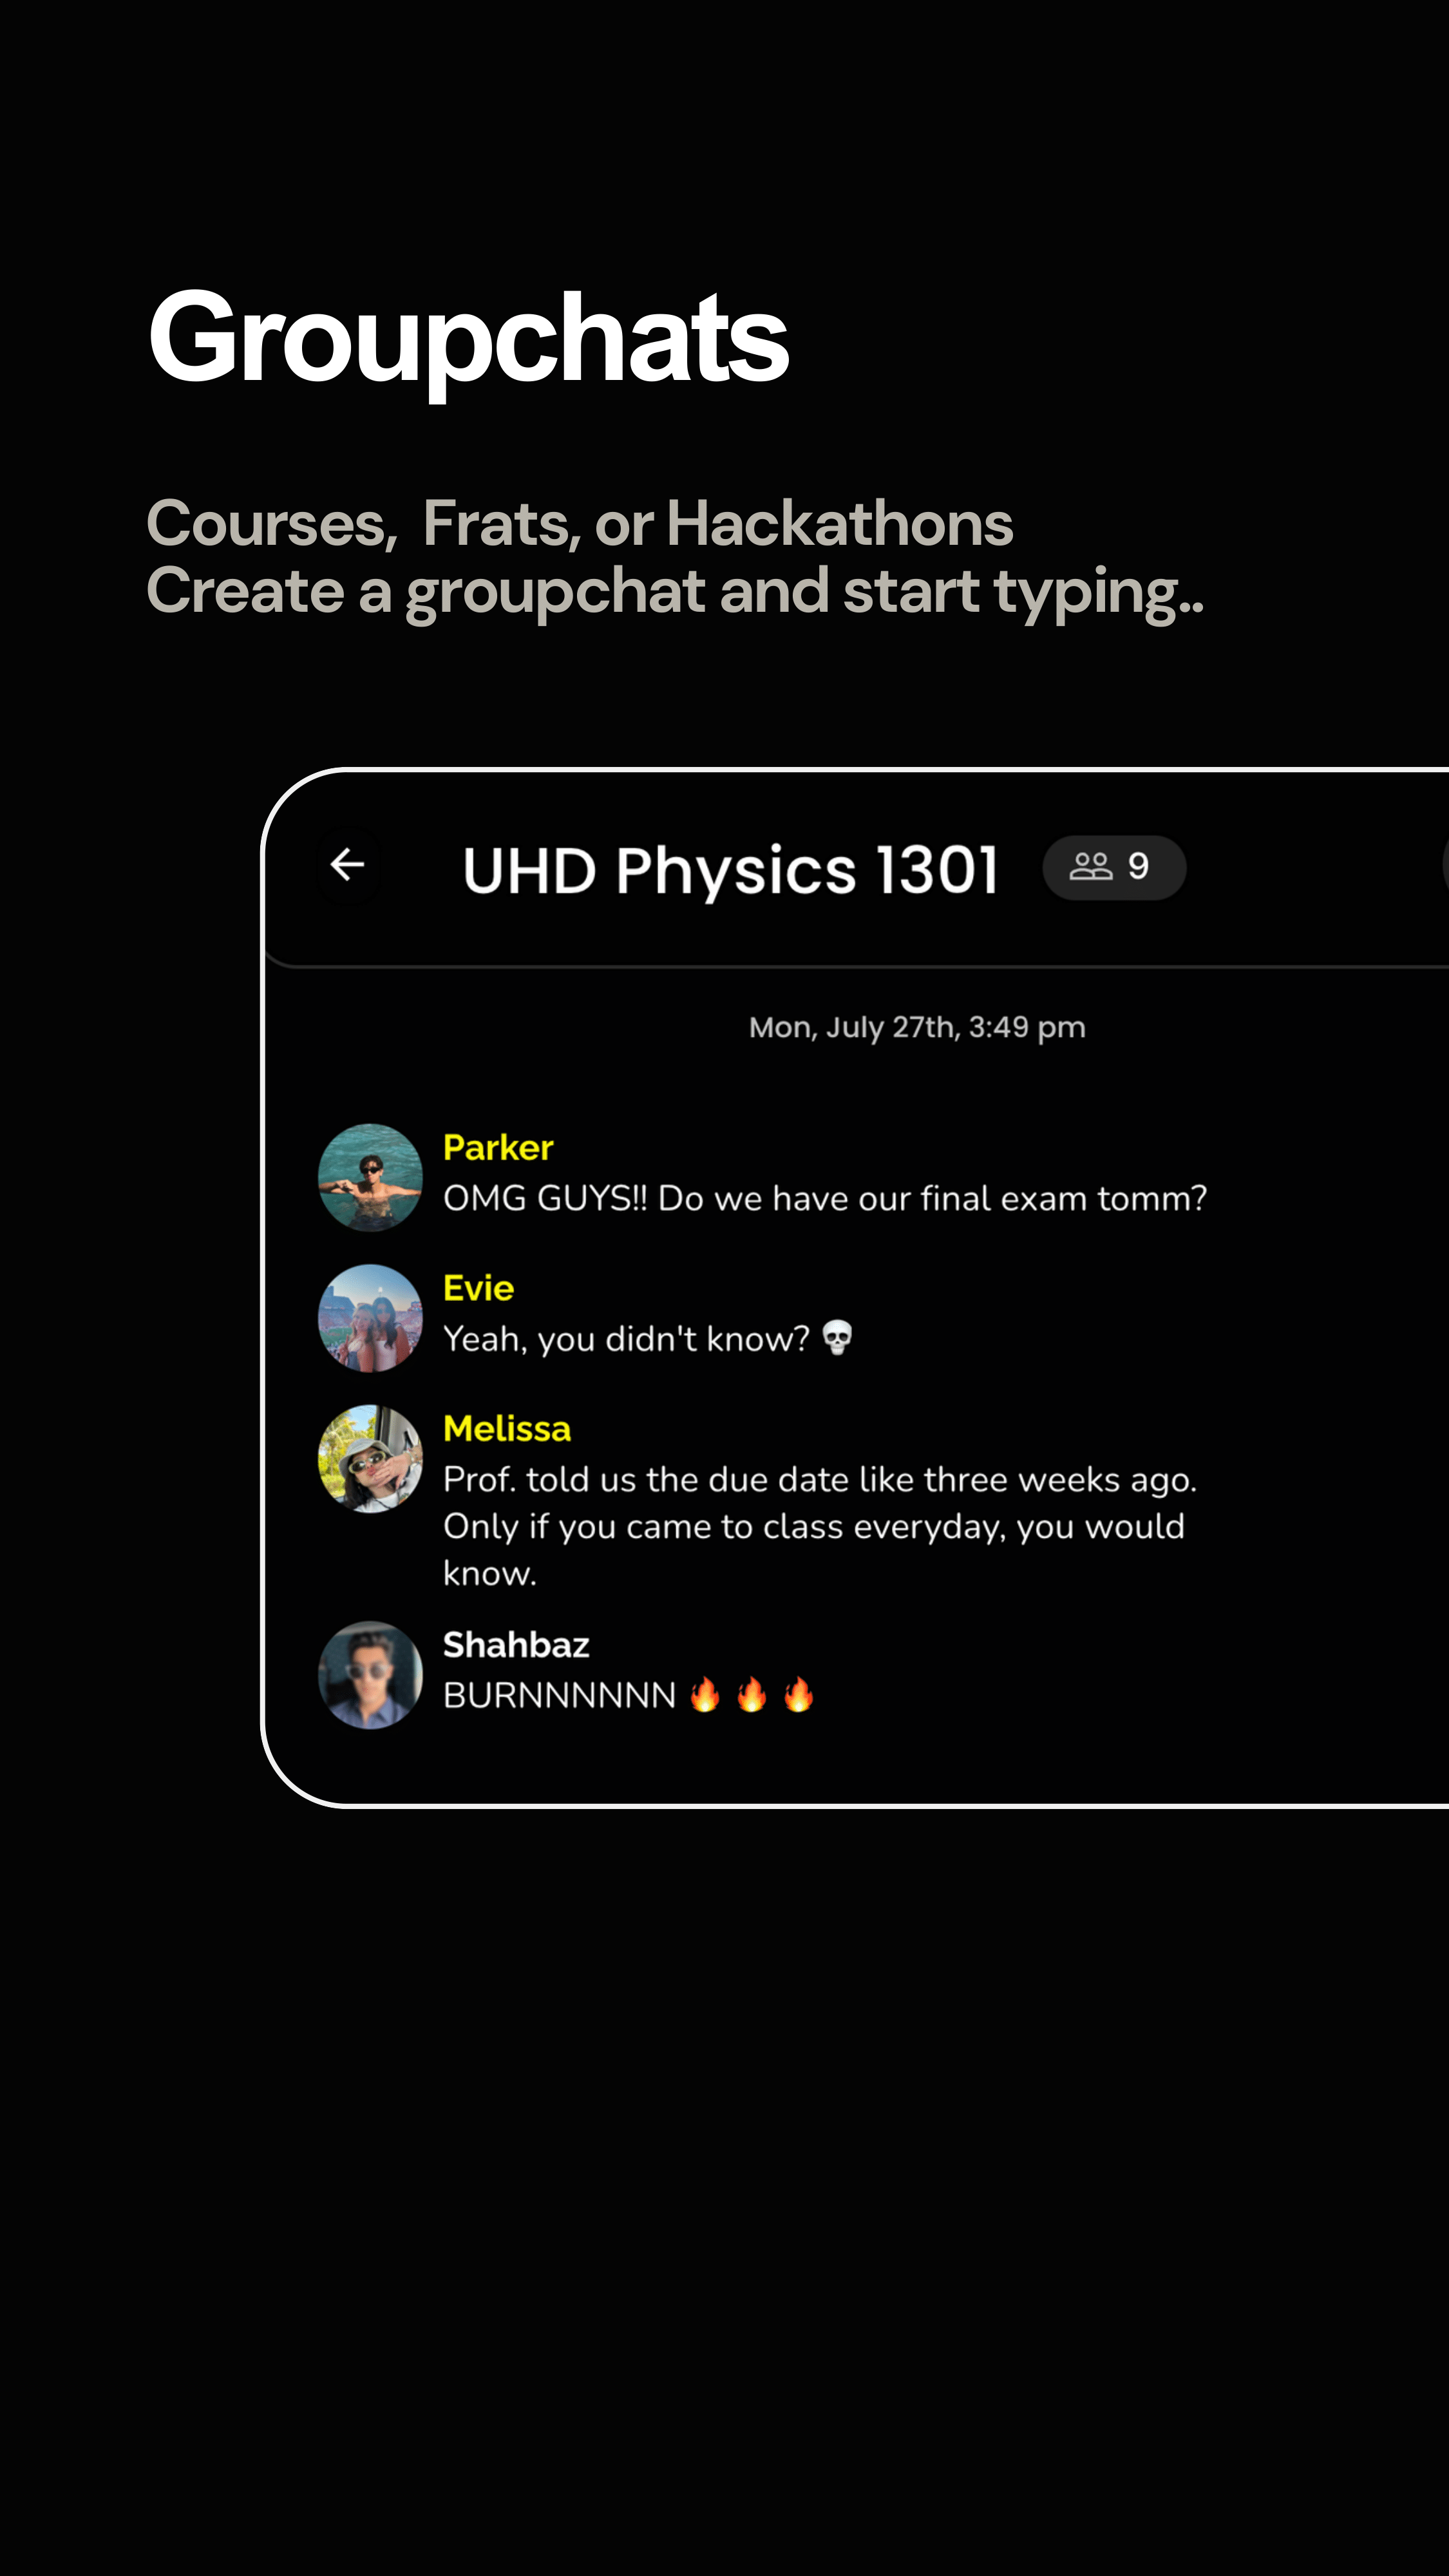 Groupchats
Courses,  Frats, or Hackathons
Create a groupchat and start typing..
UHD Physics 1301 9
Mon, July 27th, 3:49 pm
Parker
OMG GUYS!! Do we have our final exam tomm?
Evie
Yeah, you didn't know? 💀
Melissa
Prof. told us the due date like three weeks ago.
Only if you came to class everyday, you would
know.
Shahbaz
BURNNNNNN 🔥 🔥 🔥